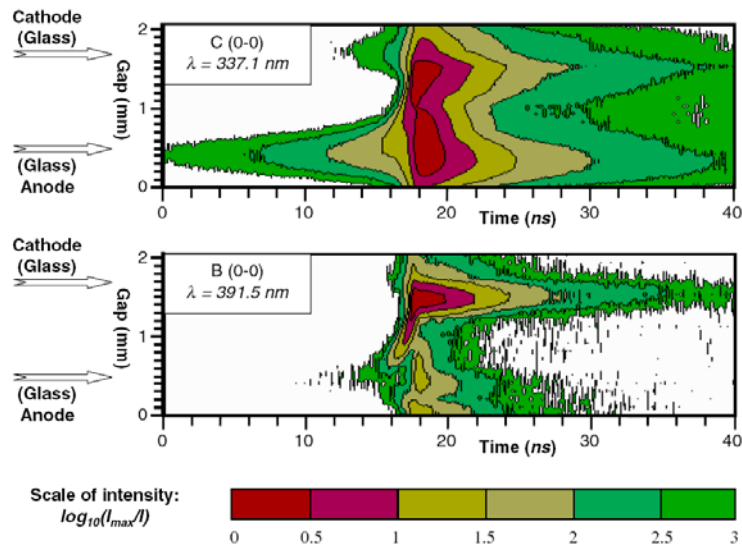 Cathode
(Glass)
(Glass)
Anode
Gap (mm)
2
1
0
C (0-0)
λ = 337.1 nm
0 10 20 30 40
Time (ns)
Cathode
(Glass)
(Glass)
Anode
Gap (mm)
2
1
0
B (0-0)
λ = 391.5 nm
0 10 20 30 40
Time (ns)
Scale of intensity:
log10(Imax/I)
0 0.5 1 1.5 2 2.5 3